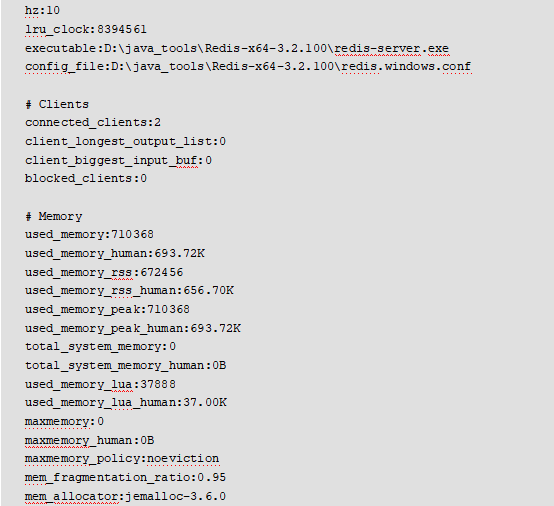 hz:10
lru_clock:8394561
executable:D:\java_tools\Redis-x64-3.2.100\redis-server.exe
config_file:D:\java_tools\Redis-x64-3.2.100\redis.windows.conf
# Clients
connected_clients:2
client_longest_output_list:0
client_biggest_input_buf:0
blocked_clients:0
# Memory
used_memory:710368
used_memory_human:693.72K
used_memory_rss:672456
used_memory_rss_human:656.70K
used_memory_peak:710368
used_memory_peak_human:693.72K
total_system_memory:0
total_system_memory_human:0B
used_memory_lua:37888
used_memory_lua_human:37.00K
maxmemory:0
maxmemory_human:0B
maxmemory_policy:noeviction
mem_fragmentation_ratio:0.95
mem_allocator:jemalloc-3.6.0